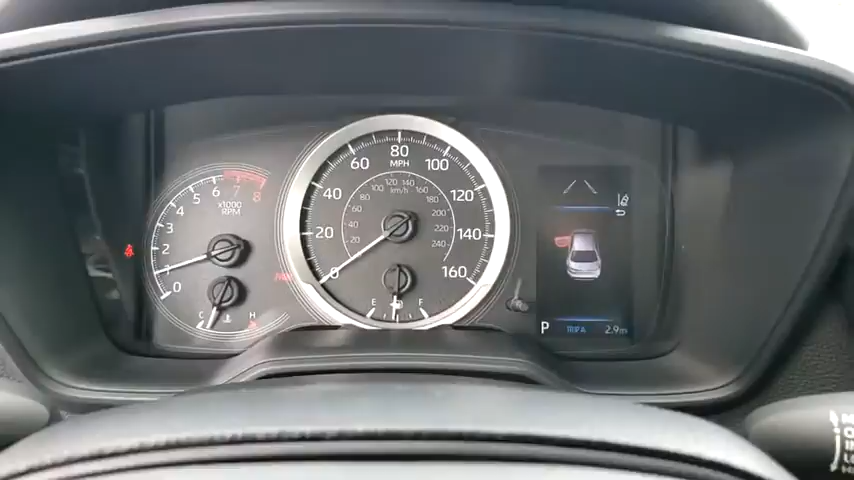 0 1 2 3 4 5 6 7 8
x1000
RPM
C H
0 20 40 60 80 100 120 140 160
MPH
20 40 60 80 100 120 140 160 180 200 220 240
km/h
E F
P TRIP A 2.9